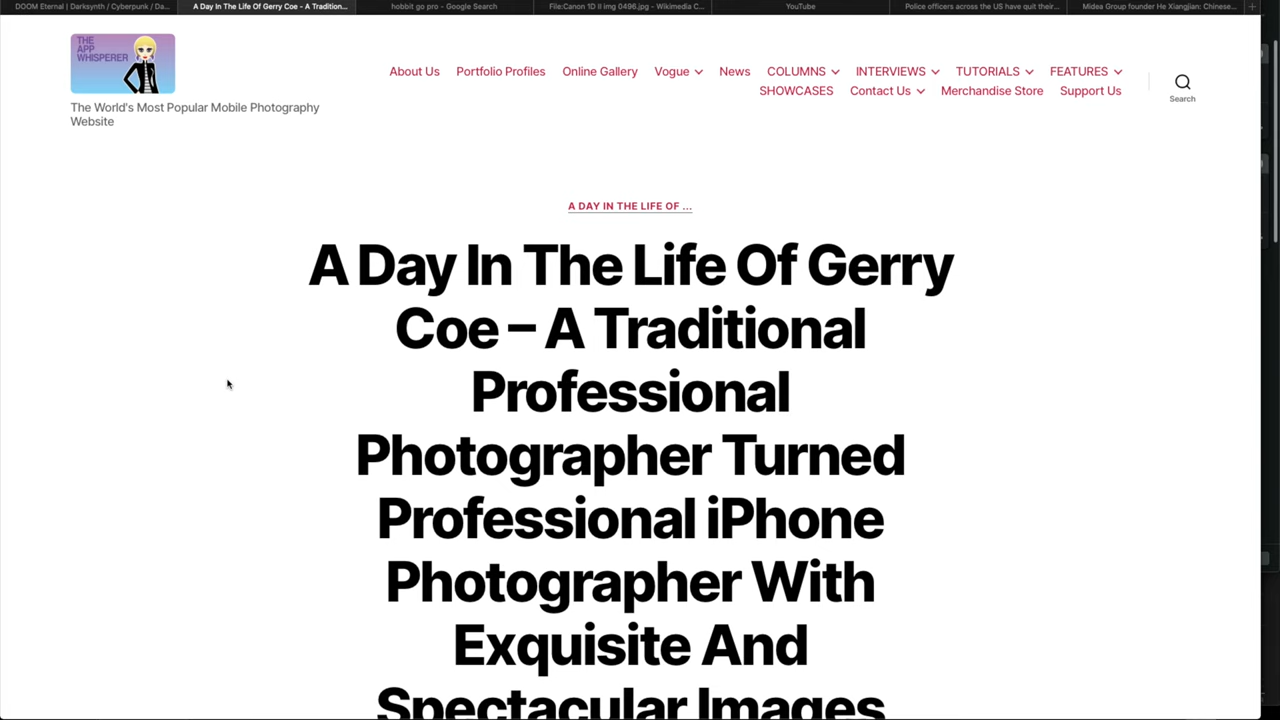 DOOM Eternal | Darksynth / Cyberpunk / Da...
A Day In The Life Of Gerry Coe - A Tradition...
hobbit go pro - Google Search
File:Canon 1D II img 0496.jpg - Wikimedia C...
YouTube
Police officers across the US have quit their...
Midea Group founder He Xiangjian: Chinese...
THE
APP
WHISPERER
The World's Most Popular Mobile Photography
Website
About Us Portfolio Profiles Online Gallery Vogue News COLUMNS INTERVIEWS TUTORIALS FEATURES
SHOWCASES Contact Us Merchandise Store Support Us
Search
A DAY IN THE LIFE OF ...
A Day In The Life Of Gerry
Coe – A Traditional
Professional
Photographer Turned
Professional iPhone
Photographer With
Exquisite And
Spectacular Images